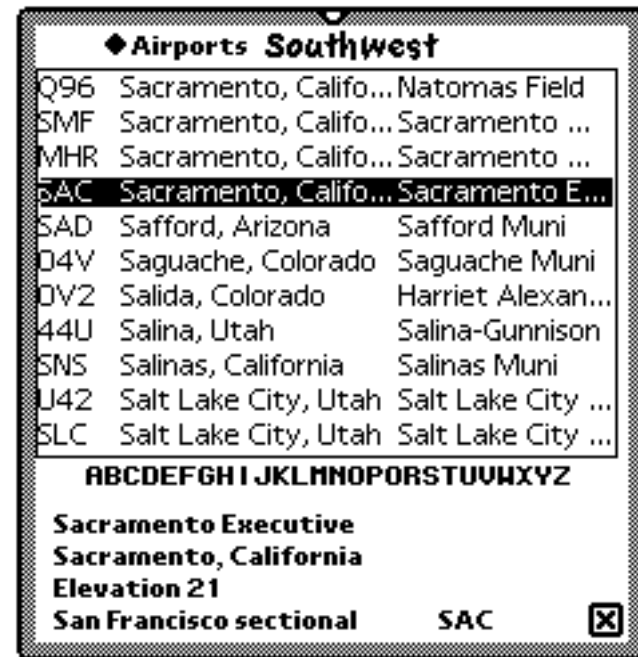 ◆Airports Southwest
Q96 Sacramento, Califo... Natomas Field
SMF Sacramento, Califo... Sacramento ...
MHR Sacramento, Califo... Sacramento ...
SAC Sacramento, Califo... Sacramento E...
SAD Safford, Arizona Safford Muni
04V Saguache, Colorado Saguache Muni
0V2 Salida, Colorado Harriet Alexan...
44U Salina, Utah Salina-Gunnison
SNS Salinas, California Salinas Muni
U42 Salt Lake City, Utah Salt Lake City ...
SLC Salt Lake City, Utah Salt Lake City ...
ABCDEFGHIJKLMNOPQRSTUVWXYZ
Sacramento Executive
Sacramento, California
Elevation 21
San Francisco sectional SAC